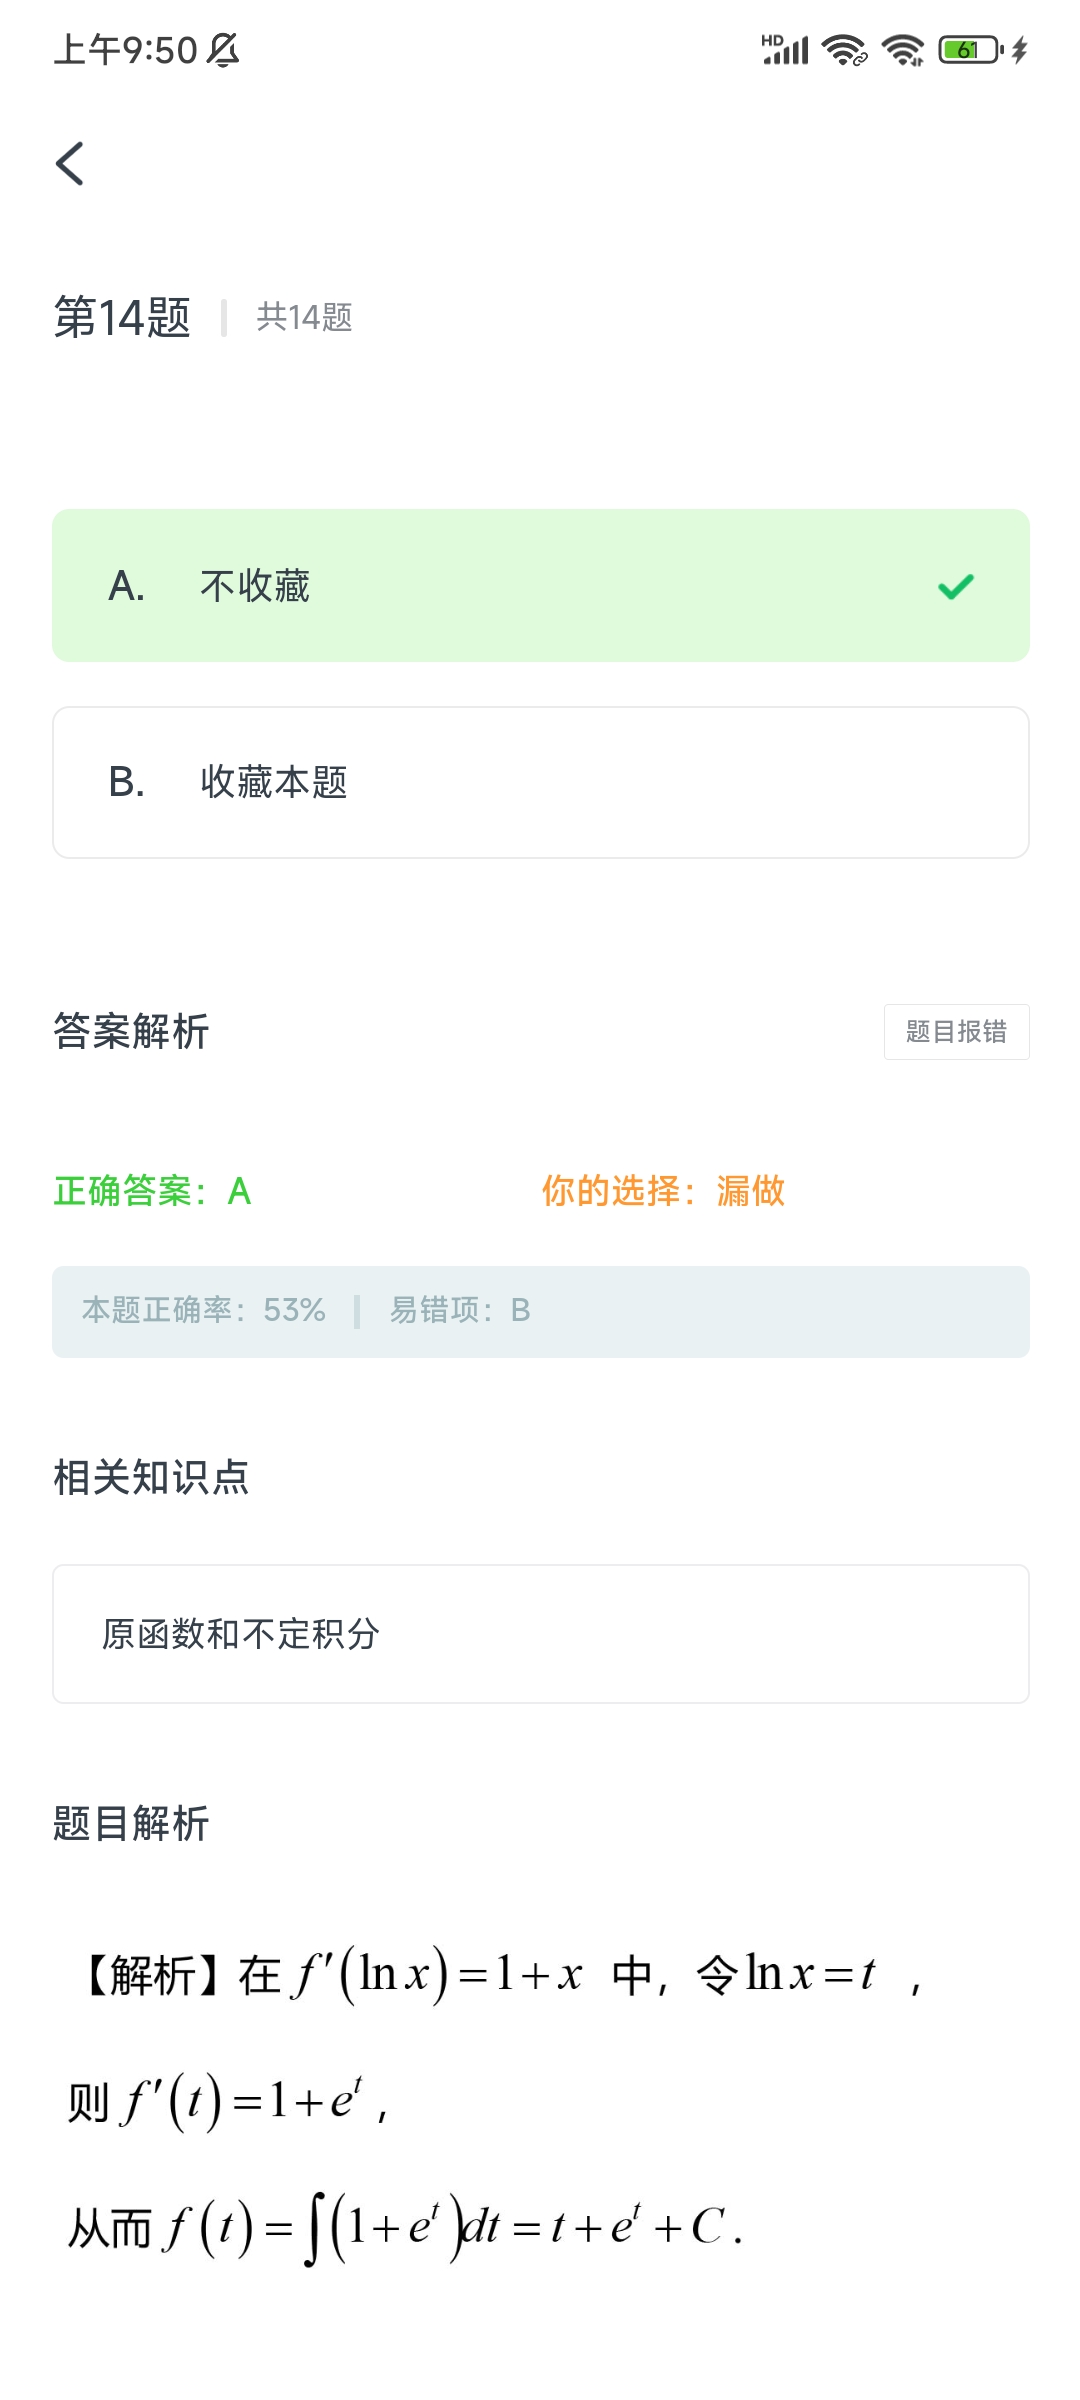 上午9:50 HD 61
第14题 共14题
A. 不收藏
B. 收藏本题
答案解析 题目报错
正确答案：A 你的选择：漏做
本题正确率：53% 易错项：B
相关知识点
原函数和不定积分
题目解析
【解析】在 f′(ln x)=1+x 中，令ln x=t ，
则 f′(t)=1+e^t，
从而 f(t)=∫(1+e^t)dt=t+e^t+C.